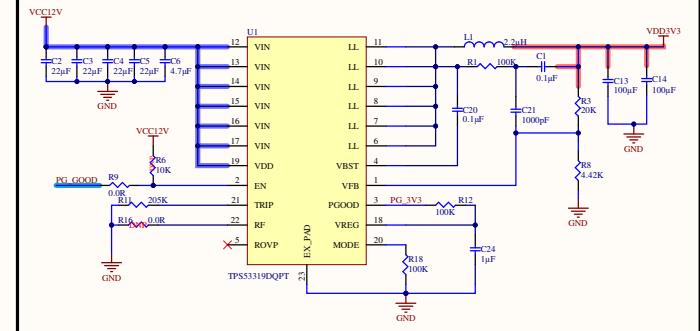 VCC12V
U1
VDD3V3
C2 22μF
C3 22μF
C4 22μF
C5 22μF
C6 4.7μF
GND
12 VIN
13 VIN
14 VIN
15 VIN
16 VIN
17 VIN
19 VDD
2 EN
21 TRIP
22 RF
5 ROVP
LL 11
LL 10
LL 9
LL 8
LL 7
LL 6
VBST 4
VFB 1
PGOOD 3
VREG 18
MODE 20
EX_PAD
23
TPS53319DQPT
VCC12V
R6
10K
PG_GOOD
R9
0.0R
R11 205K
R16 0.0R
GND
L1
2.2μH
R1 100K
C1
0.1μF
C13
100μF
C14
100μF
GND
R3
20K
C20
0.1μF
C21
1000pF
R8
4.42K
GND
PG_3V3
R12
100K
C24
1μF
R18
100K
GND